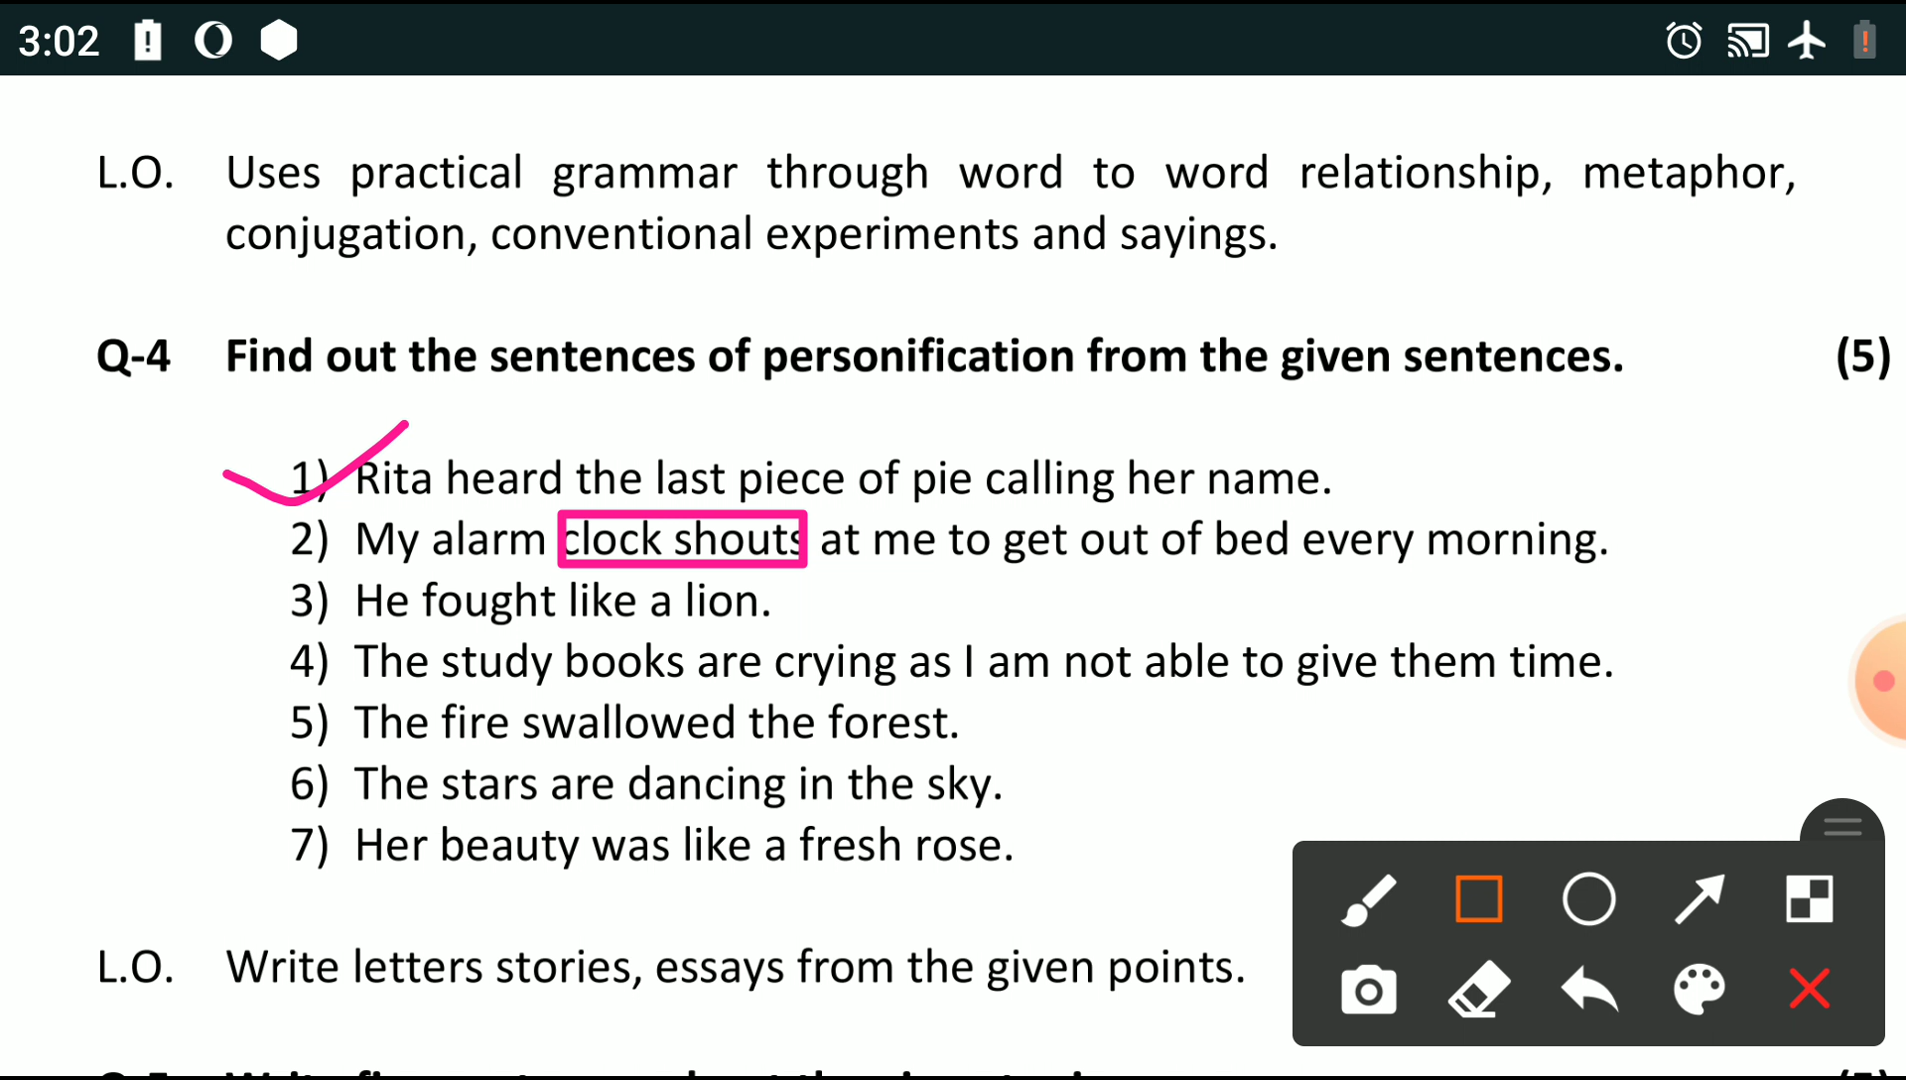 3:02
L.O. Uses practical grammar through word to word relationship, metaphor,
conjugation, conventional experiments and sayings.
Q-4 Find out the sentences of personification from the given sentences. (5)
1) Rita heard the last piece of pie calling her name.
2) My alarm clock shouts at me to get out of bed every morning.
3) He fought like a lion.
4) The study books are crying as I am not able to give them time.
5) The fire swallowed the forest.
6) The stars are dancing in the sky.
7) Her beauty was like a fresh rose.
L.O. Write letters stories, essays from the given points.